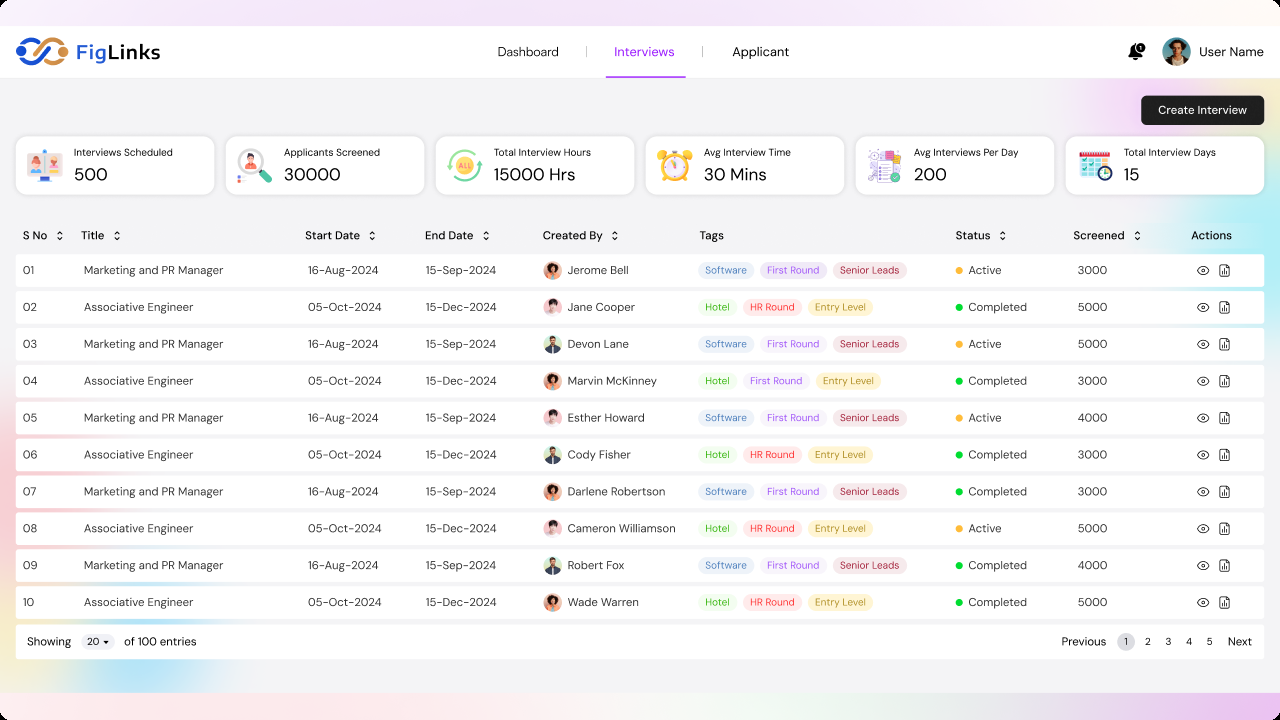 FigLinks Dashboard Interviews Applicant 1 User Name
Create Interview
Interviews Scheduled
500
Applicants Screened
30000
ALL
Total Interview Hours
15000 Hrs
Avg Interview Time
30 Mins
Avg Interviews Per Day
200
Total Interview Days
15
S No Title Start Date End Date Created By Tags Status Screened Actions
01 Marketing and PR Manager 16-Aug-2024 15-Sep-2024 Jerome Bell Software First Round Senior Leads Active 3000
02 Associative Engineer 05-Oct-2024 15-Dec-2024 Jane Cooper Hotel HR Round Entry Level Completed 5000
03 Marketing and PR Manager 16-Aug-2024 15-Sep-2024 Devon Lane Software First Round Senior Leads Active 5000
04 Associative Engineer 05-Oct-2024 15-Dec-2024 Marvin McKinney Hotel First Round Entry Level Completed 3000
05 Marketing and PR Manager 16-Aug-2024 15-Sep-2024 Esther Howard Software First Round Senior Leads Active 4000
06 Associative Engineer 05-Oct-2024 15-Dec-2024 Cody Fisher Hotel HR Round Entry Level Completed 3000
07 Marketing and PR Manager 16-Aug-2024 15-Sep-2024 Darlene Robertson Software First Round Senior Leads Completed 3000
08 Associative Engineer 05-Oct-2024 15-Dec-2024 Cameron Williamson Hotel HR Round Entry Level Active 5000
09 Marketing and PR Manager 16-Aug-2024 15-Sep-2024 Robert Fox Software First Round Senior Leads Completed 4000
10 Associative Engineer 05-Oct-2024 15-Dec-2024 Wade Warren Hotel HR Round Entry Level Completed 5000
Showing 20 of 100 entries Previous 1 2 3 4 5 Next